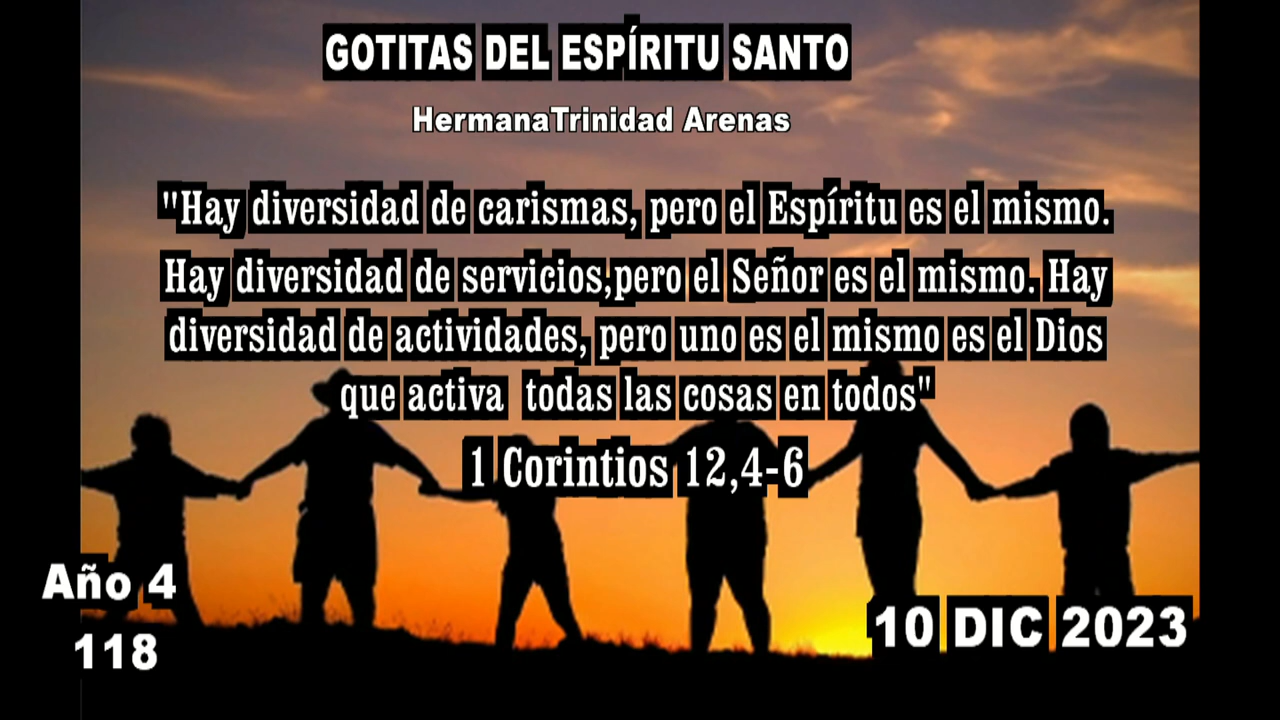 GOTITAS DEL ESPÍRITU SANTO
HermanaTrinidad Arenas
"Hay diversidad de carismas, pero el Espíritu es el mismo.
Hay diversidad de servicios,pero el Señor es el mismo. Hay
diversidad de actividades, pero uno es el mismo es el Dios
que activa  todas las cosas en todos"
1 Corintios 12,4-6
Año 4
118
10 DIC 2023